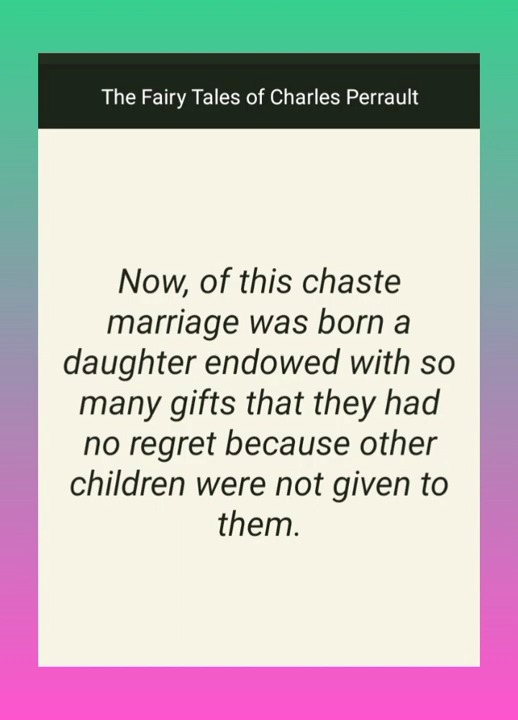 The Fairy Tales of Charles Perrault
Now, of this chaste
marriage was born a
daughter endowed with so
many gifts that they had
no regret because other
children were not given to
them.